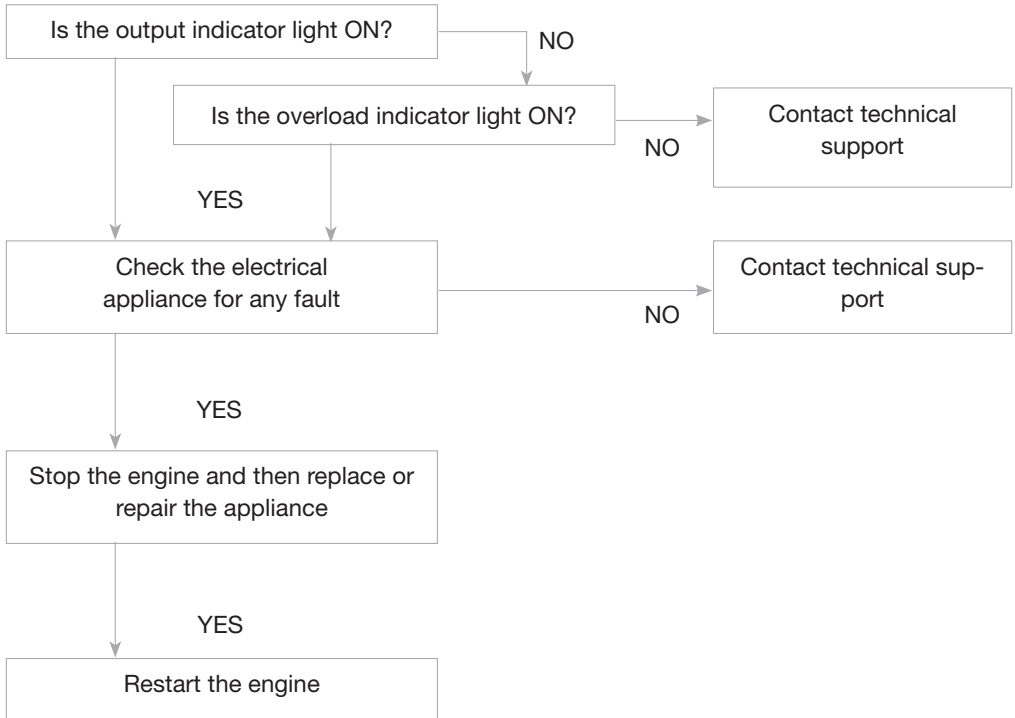 Is the output indicator light ON?
NO
Is the overload indicator light ON?
NO
Contact technical
support
YES
Check the electrical
appliance for any fault
NO
Contact technical sup-
port
YES
Stop the engine and then replace or
repair the appliance
YES
Restart the engine